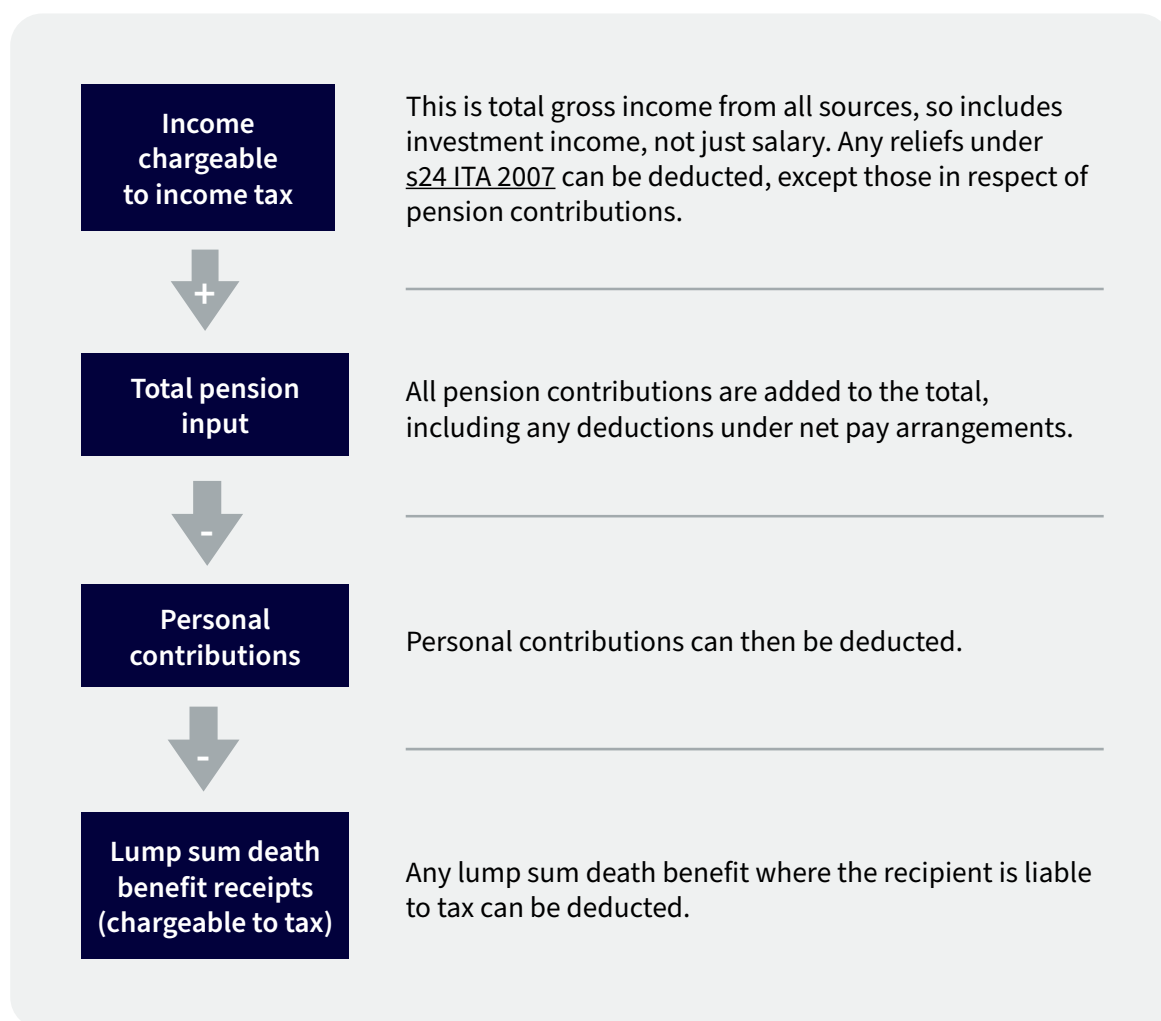 Income
chargeable
to income tax
This is total gross income from all sources, so includes
investment income, not just salary. Any reliefs under
s24 ITA 2007 can be deducted, except those in respect of
pension contributions.
+
Total pension
input
All pension contributions are added to the total,
including any deductions under net pay arrangements.
-
Personal
contributions
Personal contributions can then be deducted.
-
Lump sum death
benefit receipts
(chargeable to tax)
Any lump sum death benefit where the recipient is liable
to tax can be deducted.